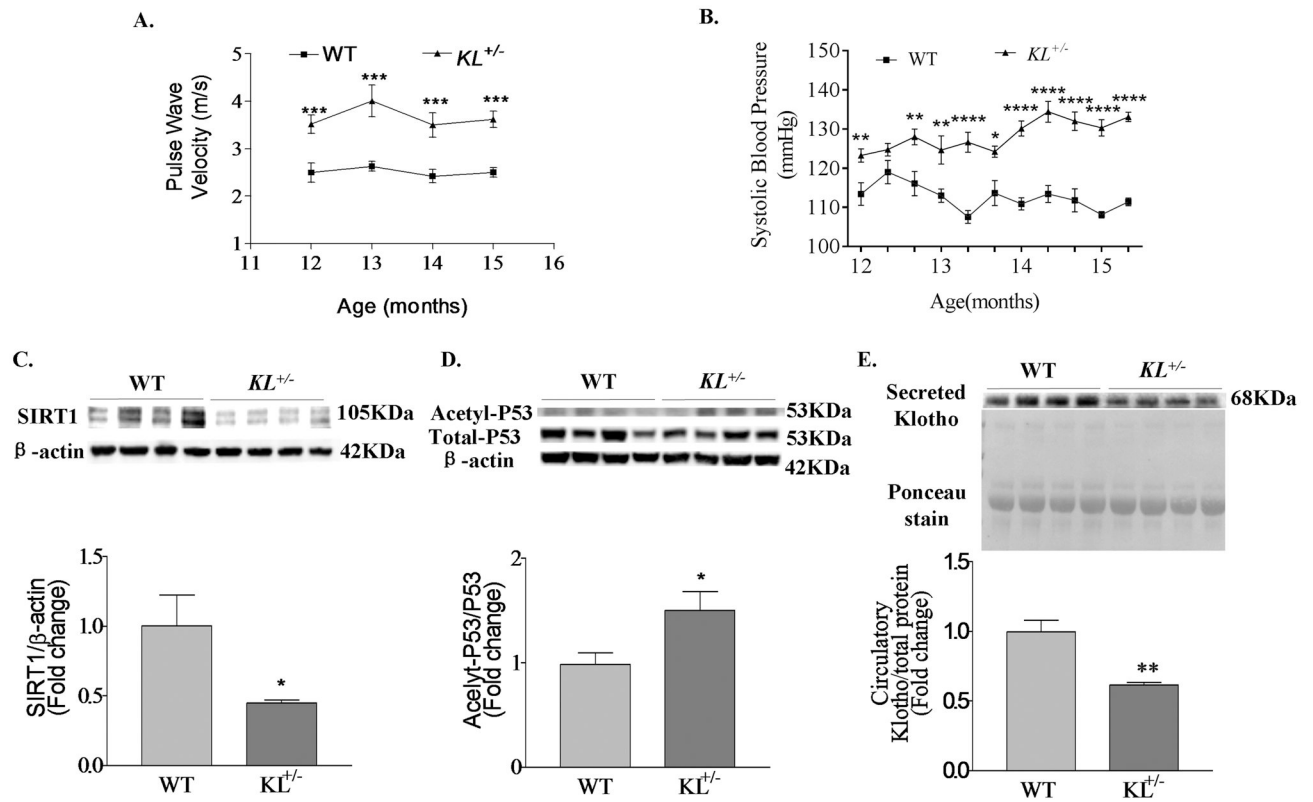 A.
WT
KL+/-
Pulse Wave
Velocity (m/s)
5
4
3
2
1
***
***
***
***
11 12 13 14 15 16
Age (months)
B.
WT
KL+/-
Systolic Blood Pressure
(mmHg)
150
140
130
120
110
100
** ** ** **** * **** **** **** **** ****
12 13 14 15
Age(months)
C.
WT KL+/-
SIRT1 105KDa
β-actin 42KDa
SIRT1/β-actin
(Fold change)
1.5
1.0
0.5
0.0
*
WT KL+/-
D.
WT KL+/-
Acetyl-P53 53KDa
Total-P53 53KDa
β-actin 42KDa
Acelyt-P53/P53
(Fold change)
2
1
0
*
WT KL+/-
E.
WT KL+/-
Secreted
Klotho
68KDa
Ponceau
stain
Circulatory
Klotho/total protein
(Fold change)
1.5
1.0
0.5
0.0
**
WT KL+/-